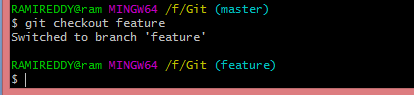 RAMIREDDY@ram MINGW64 /f/Git (master)
$ git checkout feature
Switched to branch 'feature'
RAMIREDDY@ram MINGW64 /f/Git (feature)
$